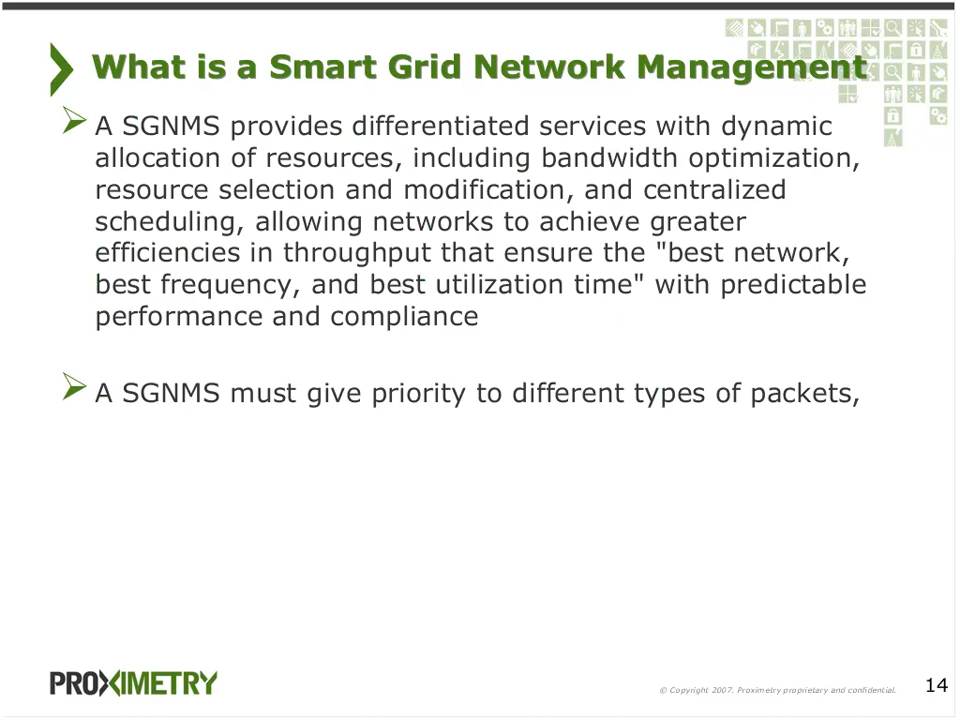 What is a Smart Grid Network Management
A SGNMS provides differentiated services with dynamic
allocation of resources, including bandwidth optimization,
resource selection and modification, and centralized
scheduling, allowing networks to achieve greater
efficiencies in throughput that ensure the "best network,
best frequency, and best utilization time" with predictable
performance and compliance
A SGNMS must give priority to different types of packets,
PROXIMETRY
© Copyright 2007. Proximetry proprietary and confidential.
14